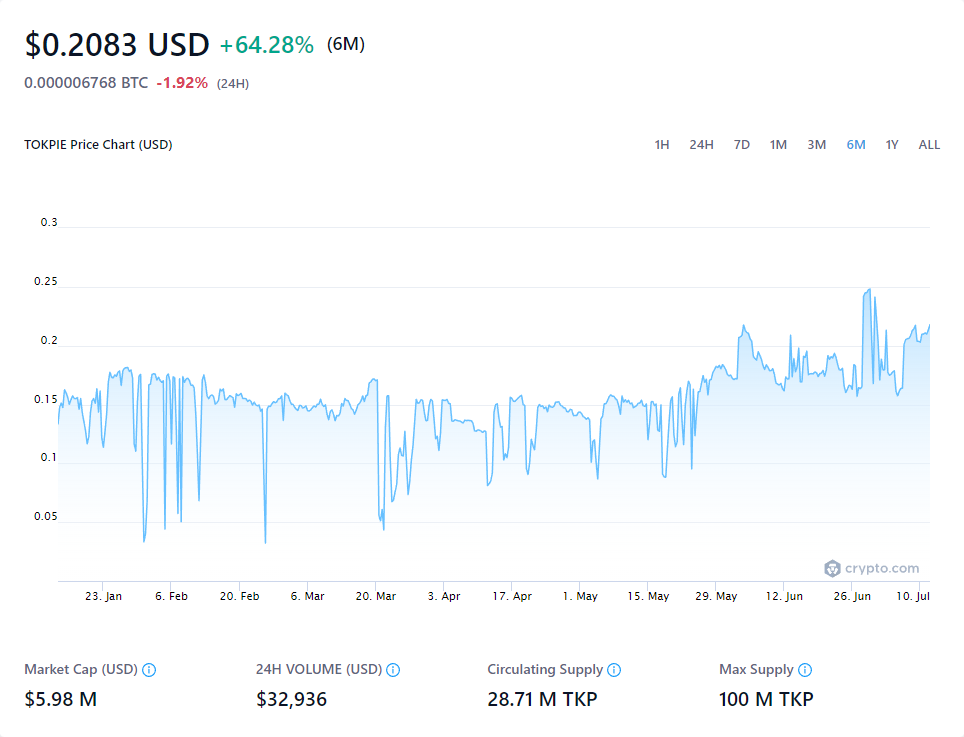 $0.2083 USD +64.28% (6M)
0.000006768 BTC -1.92% (24H)
TOKPIE Price Chart (USD) 1H 24H 7D 1M 3M 6M 1Y ALL
0.3
0.25
0.2
0.15
0.1
0.05
crypto.com
23. Jan 6. Feb 20. Feb 6. Mar 20. Mar 3. Apr 17. Apr 1. May 15. May 29. May 12. Jun 26. Jun 10. Jul
Market Cap (USD) 24H VOLUME (USD) Circulating Supply Max Supply
$5.98 M $32,936 28.71 M TKP 100 M TKP